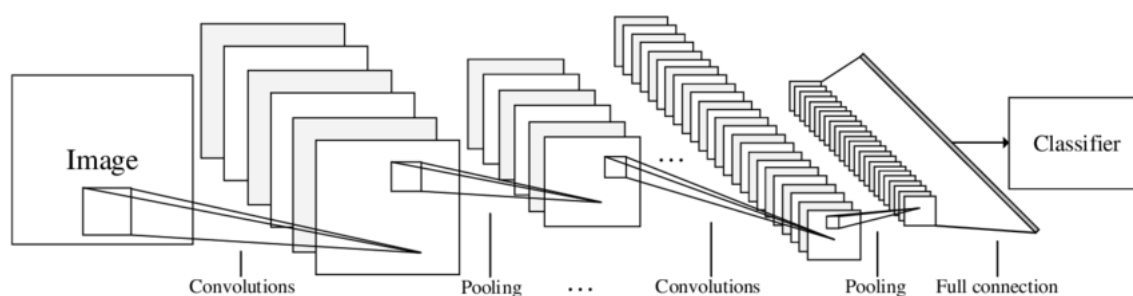 Image
Classifier
...
Convolutions
Pooling
...
Convolutions
Pooling
Full connection